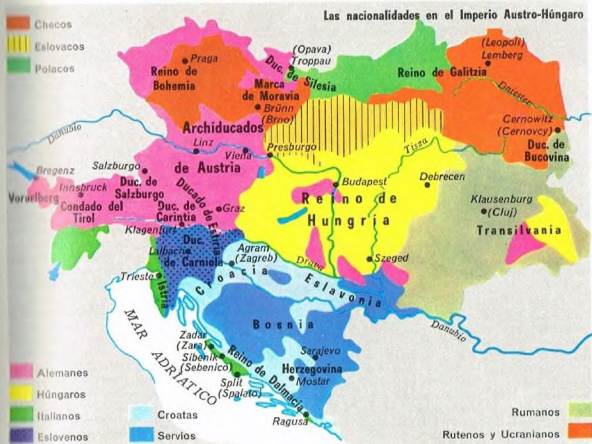 Las nacionalidades en el Imperio Austro-Húngaro
Checos
Eslovacos
Polacos
Praga
Reino de
Bohemia
(Opava)
Troppau
Duc. de Silesia
Marca
de Moravia
Brünn
(Brno)
Reino de Galitzia
(Leopol)
Lemberg
Dniester
Cernowitz
(Cernovcy)
Duc. de
Bucovina
Danubio
Archiducados
de Austria
Linz
Viena
Presburgo
Tisza
Bregenz
Vorarlberg
Innsbruck
Condado del
Tirol
Salzburgo
Duc. de
Salzburgo
Duc. de
Carintia
Klagenfurt
Ducado de Estiria
Graz
Budapest
Debrecen
Reino de
Hungría
Klausenburg
(Cluj)
Transilvania
Duc.
de Carniola
Lubach
Agram
(Zagreb)
Drava
Szeged
Trieste
Istria
Croacia
Eslavonia
Danubio
Bosnia
MAR ADRIATICO
Zadar
(Zara)
Sibenik
(Sebenico)
Split
(Spalato)
Reino de Dalmacia
Sarajevo
Herzegovina
Mostar
Ragusa
Alemanes
Húngaros
Italianos
Eslovenos
Croatas
Servios
Rumanos
Rutenos y Ucranianos